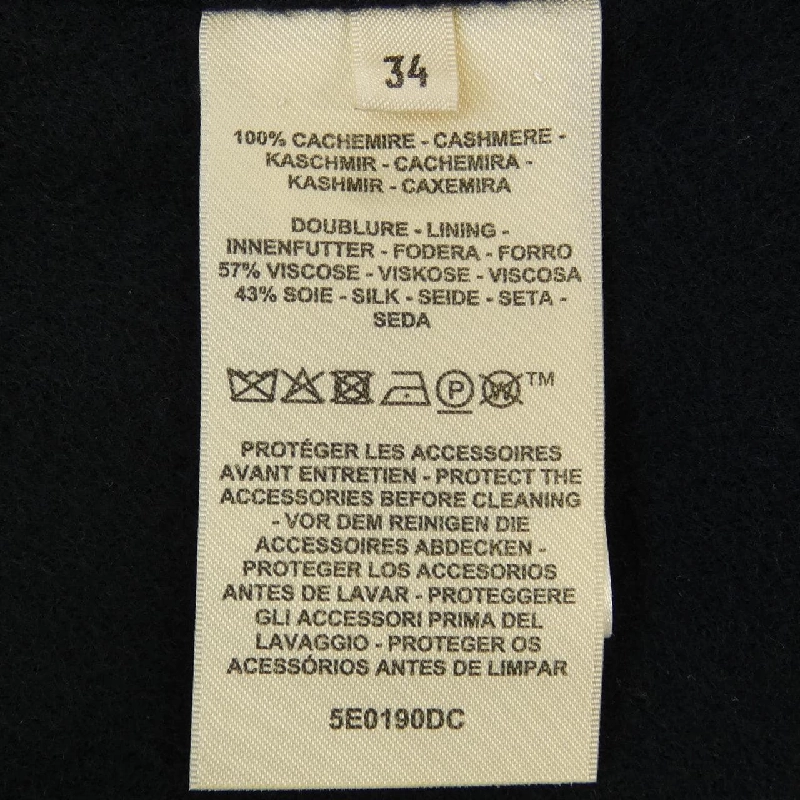 34
100% CACHEMIRE - CASHMERE -
KASCHMIR - CACHEMIRA -
KASHMIR - CAXEMIRA
DOUBLURE - LINING -
INNENFUTTER - FODERA - FORRO
57% VISCOSE - VISKOSE - VISCOSA
43% SOIE - SILK - SEIDE - SETA -
SEDA
P W TM
PROTÉGER LES ACCESSOIRES
AVANT ENTRETIEN - PROTECT THE
ACCESSORIES BEFORE CLEANING
- VOR DEM REINIGEN DIE
ACCESSOIRES ABDECKEN -
PROTEGER LOS ACCESORIOS
ANTES DE LAVAR - PROTEGGERE
GLI ACCESSORI PRIMA DEL
LAVAGGIO - PROTEGER OS
ACESSÓRIOS ANTES DE LIMPAR
5E0190DC